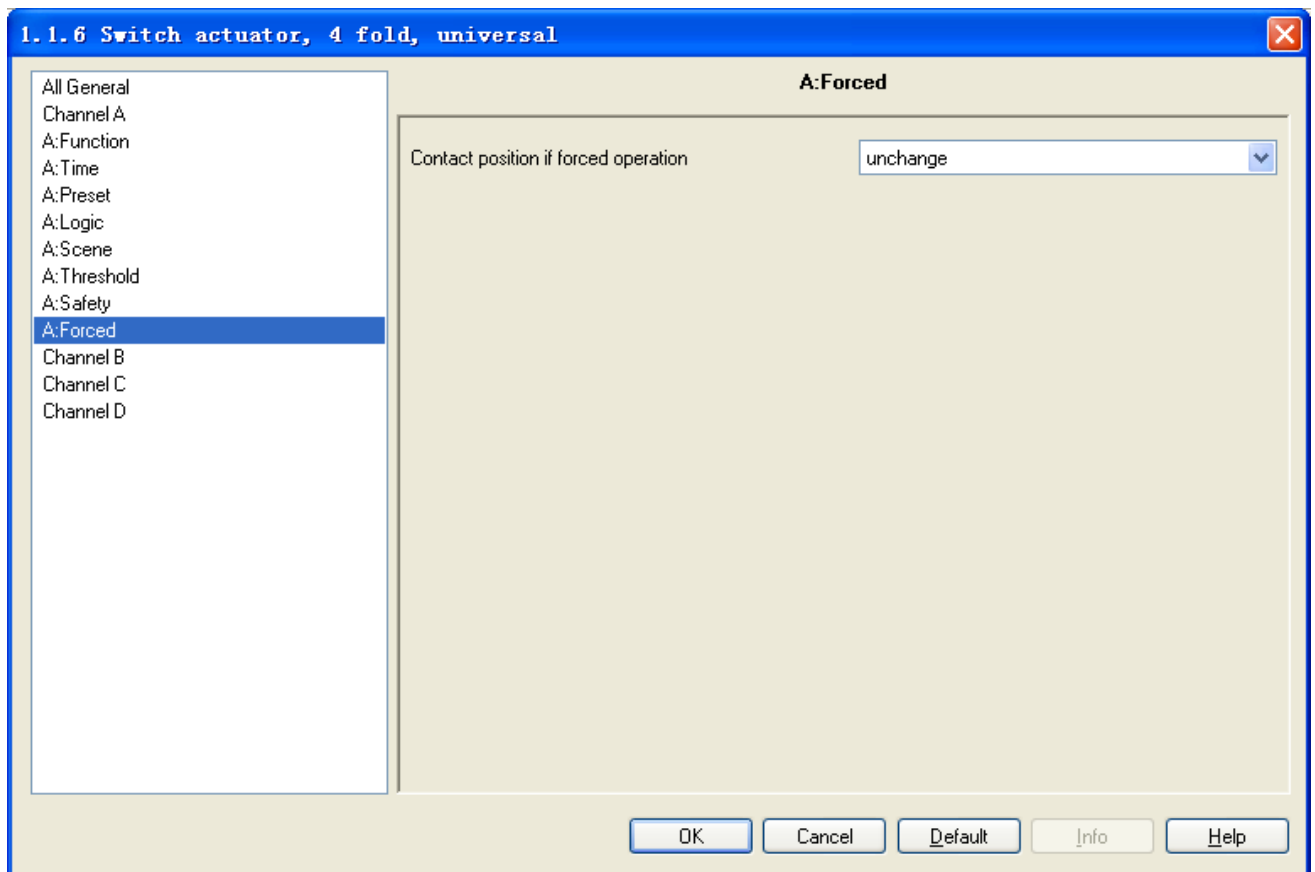 1.1.6 Switch actuator, 4 fold, universal
All General
Channel A
A:Function
A:Time
A:Preset
A:Logic
A:Scene
A:Threshold
A:Safety
A:Forced
Channel B
Channel C
Channel D
A:Forced
Contact position if forced operation unchange
OK Cancel Default Info Help